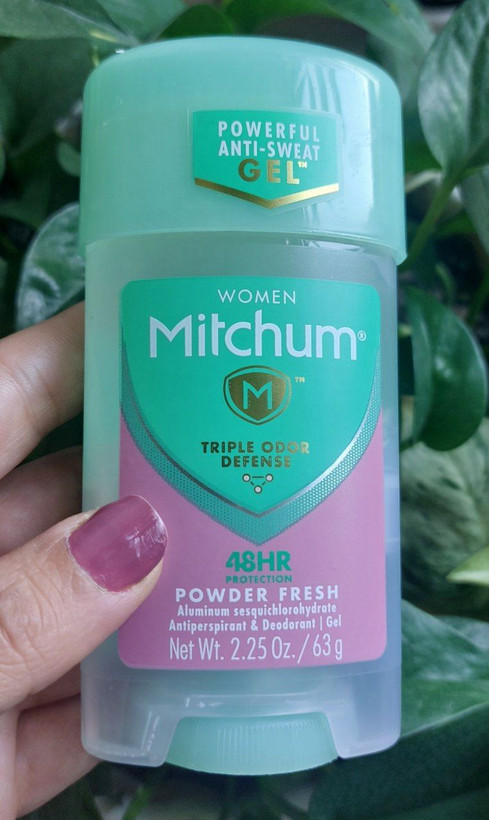 POWERFUL
ANTI-SWEAT
GEL™
WOMEN
Mitchum®
M™
TRIPLE ODOR
DEFENSE
48HR
PROTECTION
POWDER FRESH
Aluminum sesquichlorohydrate
Antiperspirant & Deodorant | Gel
Net Wt. 2.25 Oz./63 g